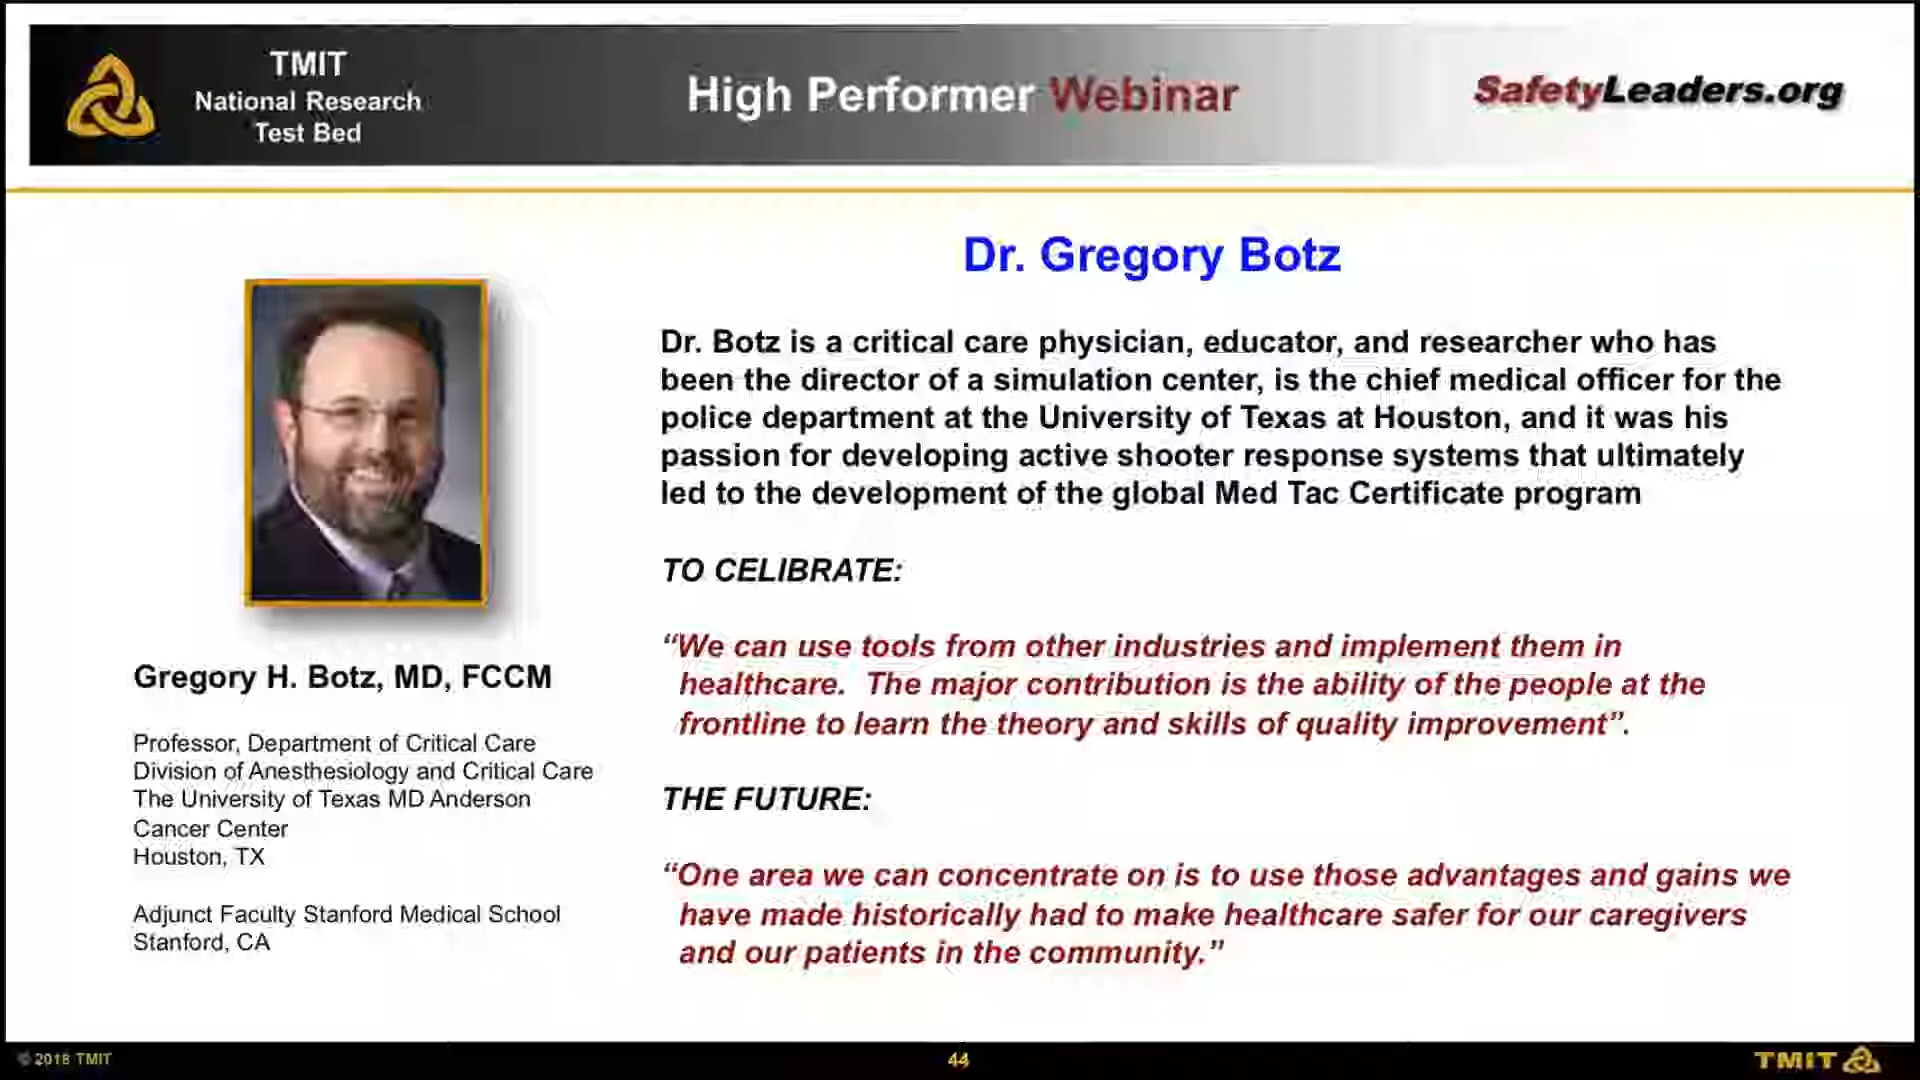 TMIT
National Research
Test Bed
High Performer Webinar
SafetyLeaders.org
Dr. Gregory Botz
Dr. Botz is a critical care physician, educator, and researcher who has
been the director of a simulation center, is the chief medical officer for the
police department at the University of Texas at Houston, and it was his
passion for developing active shooter response systems that ultimately
led to the development of the global Med Tac Certificate program
TO CELIBRATE:
“We can use tools from other industries and implement them in
healthcare. The major contribution is the ability of the people at the
frontline to learn the theory and skills of quality improvement”.
THE FUTURE:
“One area we can concentrate on is to use those advantages and gains we
have made historically had to make healthcare safer for our caregivers
and our patients in the community.”
Gregory H. Botz, MD, FCCM
Professor, Department of Critical Care
Division of Anesthesiology and Critical Care
The University of Texas MD Anderson
Cancer Center
Houston, TX
Adjunct Faculty Stanford Medical School
Stanford, CA
© 2018 TMIT
44
TMIT